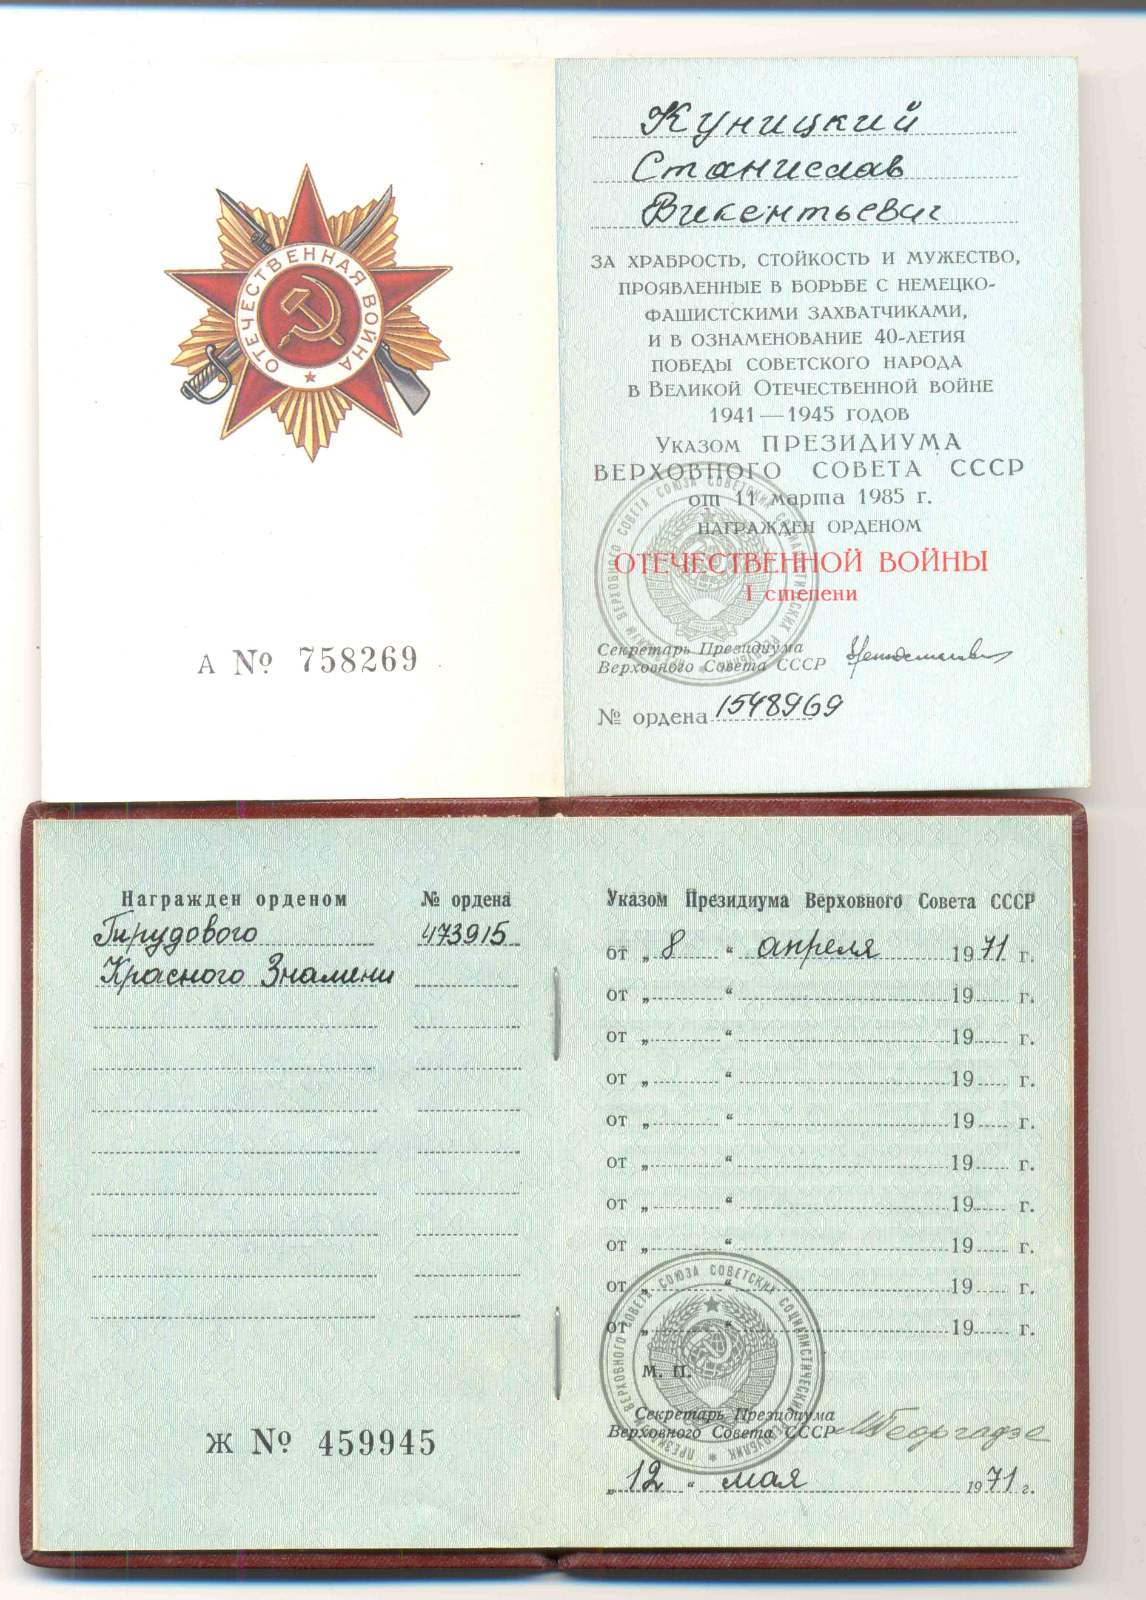 ОТЕЧЕСТВЕННАЯ ВОЙНА
А № 758269
Куницкий
Станислав
Викентьевич
ЗА ХРАБРОСТЬ, СТОЙКОСТЬ И МУЖЕСТВО,
ПРОЯВЛЕННЫЕ В БОРЬБЕ С НЕМЕЦКО-
ФАШИСТСКИМИ ЗАХВАТЧИКАМИ,
И В ОЗНАМЕНОВАНИЕ 40-ЛЕТИЯ
ПОБЕДЫ СОВЕТСКОГО НАРОДА
В ВЕЛИКОЙ ОТЕЧЕСТВЕННОЙ ВОЙНЕ
1941—1945 ГОДОВ
УКАЗОМ ПРЕЗИДИУМА
ВЕРХОВНОГО СОВЕТА СССР
от 11 марта 1985 г.
НАГРАЖДЕН ОРДЕНОМ
ОТЕЧЕСТВЕННОЙ ВОЙНЫ
I степени
Секретарь Президиума
Верховного Совета СССР
№ ордена 1548969
Награжден орденом № ордена
Трудового 473915
Красного Знамени
Ж № 459945
Указом Президиума Верховного Совета СССР
от „ 8 “ апреля 1971 г.
от „ “ 19 г.
от „ “ 19 г.
от „ “ 19 г.
от „ “ 19 г.
от „ “ 19 г.
от „ “ 19 г.
от „ “ 19 г.
от „ “ 19 г.
от „ “ 19 г.
М. П.
Секретарь Президиума
Верховного Совета СССР МГеоргадзе
„ 12 “ мая 1971 г.